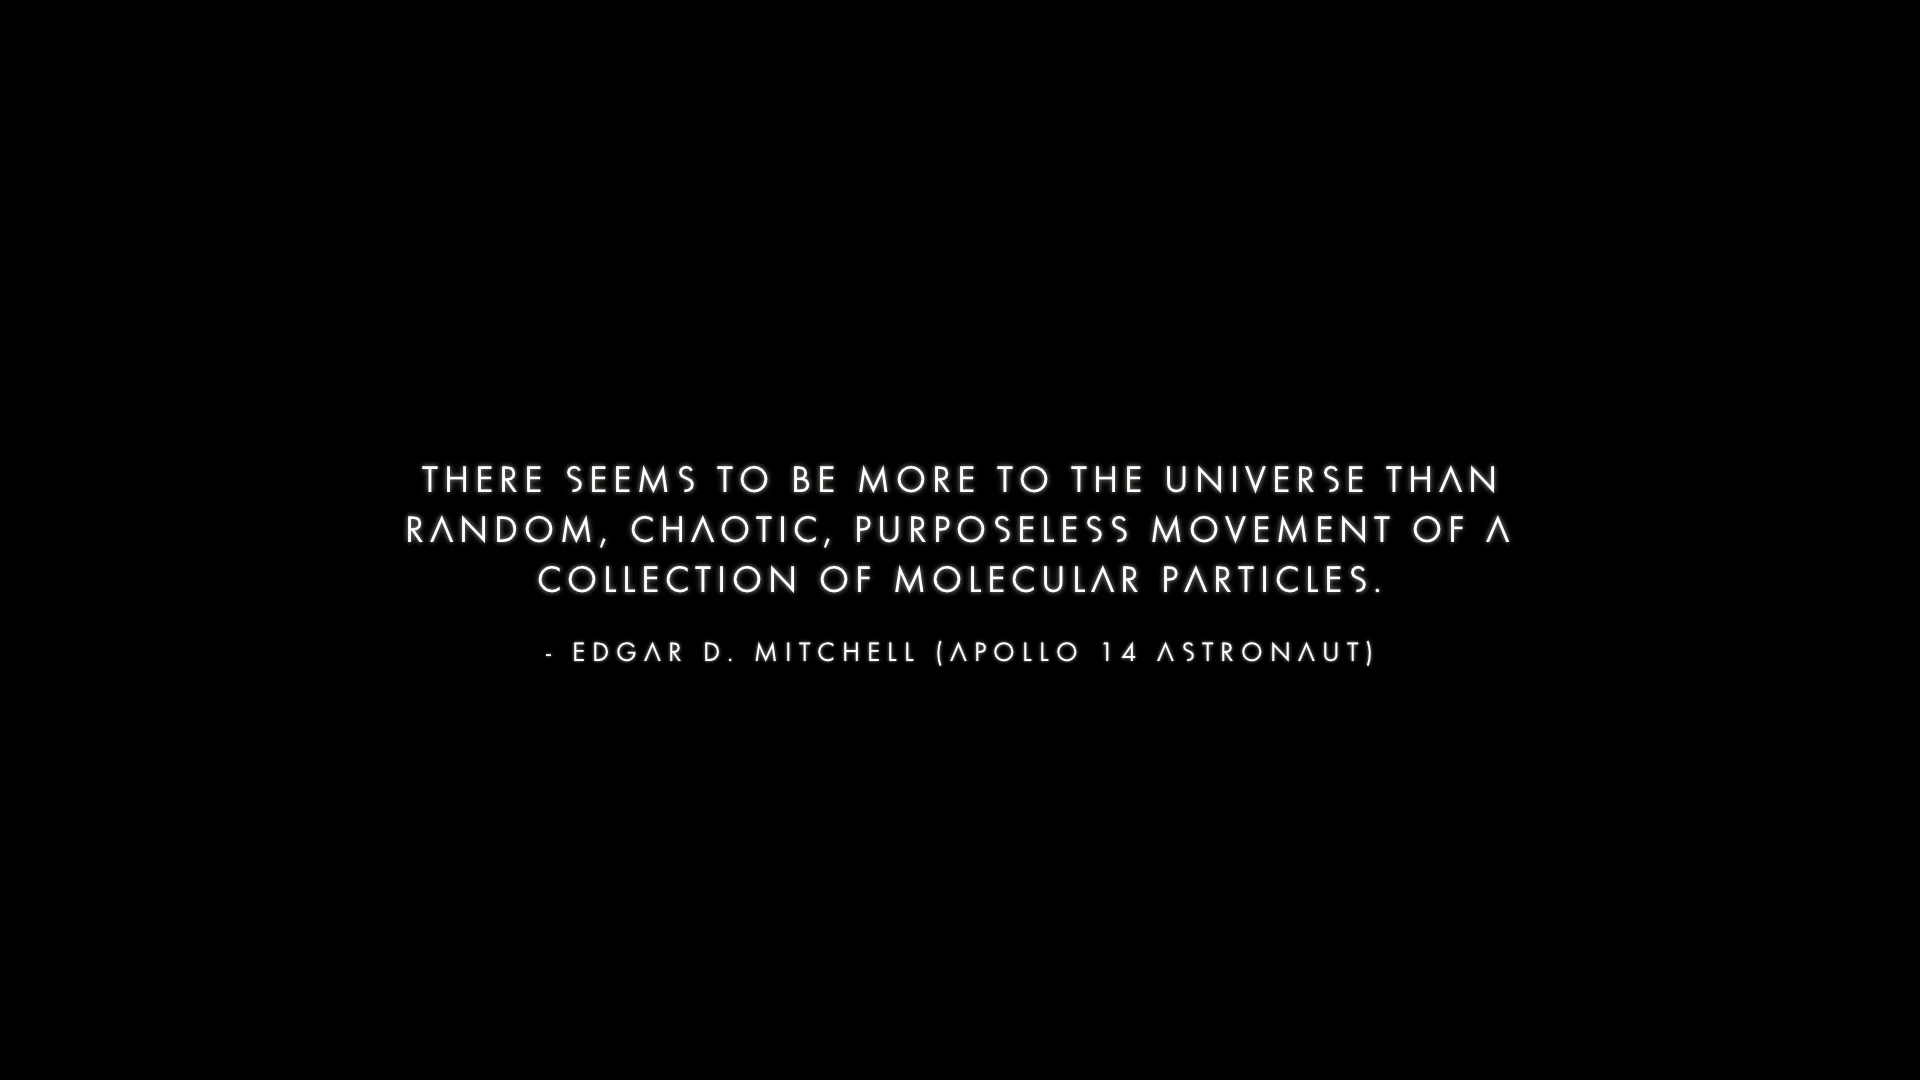 THERE SEEMS TO BE MORE TO THE UNIVERSE THAN
RANDOM, CHAOTIC, PURPOSELESS MOVEMENT OF A
COLLECTION OF MOLECULAR PARTICLES.
- EDGAR D. MITCHELL (APOLLO 14 ASTRONAUT)